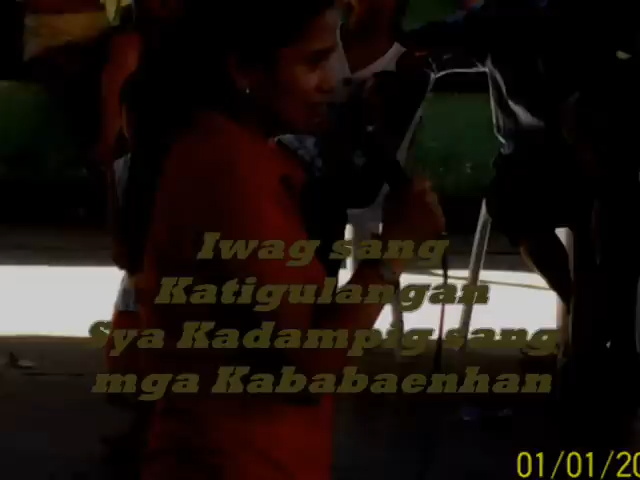 Iwag sang
Katigulangan
Sya Kadampig sang
mga Kababaenhan
01/01/20